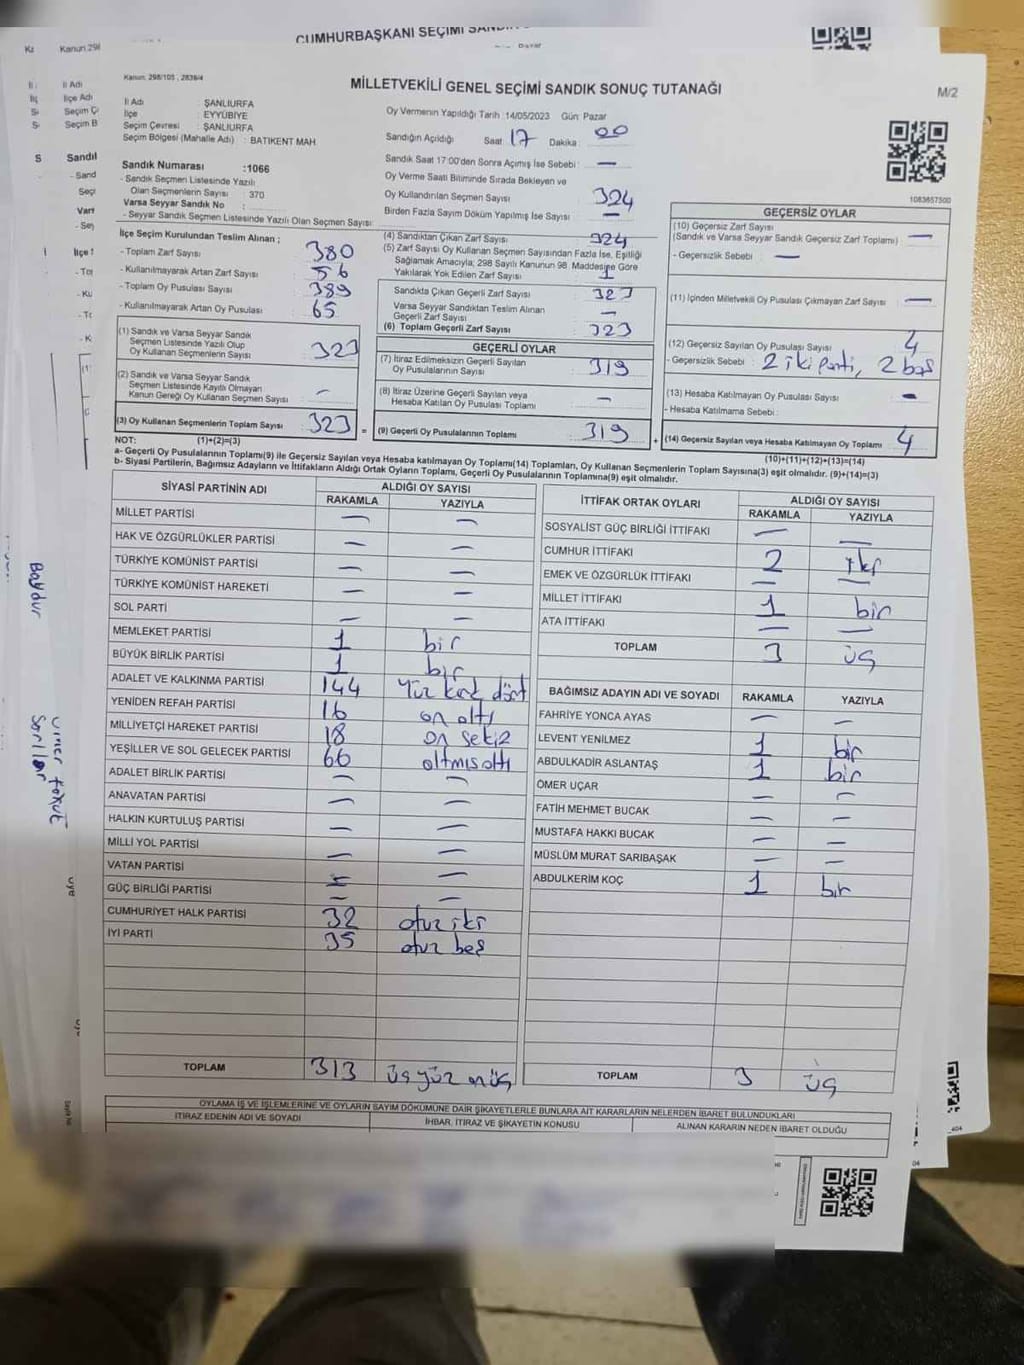 CUMHURBAŞKANI SEÇİMİ
Kanun 298
Kanun: 298/105 , 2839/4
MİLLETVEKİLİ GENEL SEÇİMİ SANDIK SONUÇ TUTANAĞI
M/2
İl Adı : ŞANLIURFA
İlçe : EYYÜBİYE
Seçim Çevresi : ŞANLIURFA
Seçim Bölgesi (Mahalle Adı) : BATIKENT MAH.
Oy Vermenin Yapıldığı Tarih :14/05/2023 Gün: Pazar
Sandığın Açıldığı Saat 17 Dakika : 00
Sandık Saat 17:00'den Sonra Açımış İse Sebebi : —
Oy Verme Saati Bitiminde Sırada Bekleyen ve
Oy Kullandırılan Seçmen Sayısı 324
Birden Fazla Sayım Döküm Yapılmış İse Sayısı —
Sandık Numarası :1066
- Sandık Seçmen Listesinde Yazılı
Olan Seçmenlerin Sayısı : 370
Varsa Seyyar Sandık No :
- Seyyar Sandık Seçmen Listesinde Yazılı Olan Seçmen Sayısı:
1083657500
İlçe Seçim Kurulundan Teslim Alınan ;
- Toplam Zarf Sayısı 380
- Kullanılmayarak Artan Zarf Sayısı 56
- Toplam Oy Pusulası Sayısı 389
- Kullanılmayarak Artan Oy Pusulası 65
(1) Sandık ve Varsa Seyyar Sandık
Seçmen Listesinde Yazılı Olup
Oy Kullanan Seçmenlerin Sayısı 323
(2) Sandık ve Varsa Seyyar Sandık
Seçmen Listesinde Kayıtlı Olmayan
Kanun Gereği Oy Kullanan Seçmen Sayısı —
(3) Oy Kullanan Seçmenlerin Toplam Sayısı 323
(4) Sandıktan Çıkan Zarf Sayısı 324
(5) Zarf Sayısı Oy Kullanan Seçmen Sayısından Fazla İse, Eşitliği
Sağlamak Amacıyla; 298 Sayılı Kanunun 98. Maddesine Göre
Yakılarak Yok Edilen Zarf Sayısı 1
Sandıkta Çıkan Geçerli Zarf Sayısı 323
Varsa Seyyar Sandıktan Teslim Alınan
Geçerli Zarf Sayısı —
(6) Toplam Geçerli Zarf Sayısı 323
GEÇERLİ OYLAR
(7) İtiraz Edilmeksizin Geçerli Sayılan
Oy Pusulalarının Sayısı 319
(8) İtiraz Üzerine Geçerli Sayılan veya
Hesaba Katılan Oy Pusulası Toplamı —
= (9) Geçerli Oy Pusulalarının Toplamı 319 +
GEÇERSİZ OYLAR
(10) Geçersiz Zarf Sayısı
(Sandık ve Varsa Seyyar Sandık Geçersiz Zarf Toplamı) —
- Geçersizlik Sebebi : —
(11) İçinden Milletvekili Oy Pusulası Çıkmayan Zarf Sayısı —
(12) Geçersiz Sayılan Oy Pusulası Sayısı 4
- Geçersizlik Sebebi : 2 iki parti, 2 boş
(13) Hesaba Katılmayan Oy Pusulası Sayısı -
- Hesaba Katılmama Sebebi :
(14) Geçersiz Sayılan veya Hesaba Katılmayan Oy Toplamı 4
NOT: (1)+(2)=(3) (10)+(11)+(12)+(13)=(14)
a- Geçerli Oy Pusulalarının Toplamı(9) ile Geçersiz Sayılan veya Hesaba katılmayan Oy Toplamı(14) Toplamları, Oy Kullanan Seçmenlerin Toplam Sayısına(3) eşit olmalıdır. (9)+(14)=(3)
b- Siyasi Partilerin, Bağımsız Adayların ve İttifakların Aldığı Ortak Oyların Toplamı, Geçerli Oy Pusulalarının Toplamına(9) eşit olmalıdır.
SİYASİ PARTİNİN ADI ALDIĞI OY SAYISI
RAKAMLA YAZIYLA
MİLLET PARTİSİ — —
HAK VE ÖZGÜRLÜKLER PARTİSİ — —
TÜRKİYE KOMÜNİST PARTİSİ — —
TÜRKİYE KOMÜNİST HAREKETİ — —
SOL PARTİ — —
MEMLEKET PARTİSİ 1 bir
BÜYÜK BİRLİK PARTİSİ 1 bir
ADALET VE KALKINMA PARTİSİ 144 yüz kırk dört
YENİDEN REFAH PARTİSİ 16 on altı
MİLLİYETÇİ HAREKET PARTİSİ 18 on sekiz
YEŞİLLER VE SOL GELECEK PARTİSİ 66 altmış altı
ADALET BİRLİK PARTİSİ — —
ANAVATAN PARTİSİ — —
HALKIN KURTULUŞ PARTİSİ — —
MİLLİ YOL PARTİSİ — —
VATAN PARTİSİ — —
GÜÇ BİRLİĞİ PARTİSİ — —
CUMHURİYET HALK PARTİSİ 32 otuz iki
İYİ PARTİ 35 otuz beş
TOPLAM 313 üç yüz on üç
İTTİFAK ORTAK OYLARI ALDIĞI OY SAYISI
RAKAMLA YAZIYLA
SOSYALİST GÜÇ BİRLİĞİ İTTİFAKI — —
CUMHUR İTTİFAKI 2 iki
EMEK VE ÖZGÜRLÜK İTTİFAKI — —
MİLLET İTTİFAKI 1 bir
ATA İTTİFAKI — —
TOPLAM 3 üç
BAĞIMSIZ ADAYIN ADI VE SOYADI RAKAMLA YAZIYLA
FAHRİYE YONCA AYAS — —
LEVENT YENİLMEZ 1 bir
ABDULKADİR ASLANTAŞ 1 bir
ÖMER UÇAR — —
FATİH MEHMET BUCAK — —
MUSTAFA HAKKI BUCAK — —
MÜSLÜM MURAT SARIBAŞAK — —
ABDULKERİM KOÇ 1 bir
TOPLAM 3 üç
OYLAMA İŞ VE İŞLEMLERİNE VE OYLARIN SAYIM DÖKÜMÜNE DAİR ŞİKAYETLERLE BUNLARA AİT KARARLARIN NELERDEN İBARET BULUNDUKLARI
İTİRAZ EDENİN ADI VE SOYADI İHBAR, İTİRAZ VE ŞİKAYETİN KONUSU ALINAN KARARIN NEDEN İBARET OLDUĞU